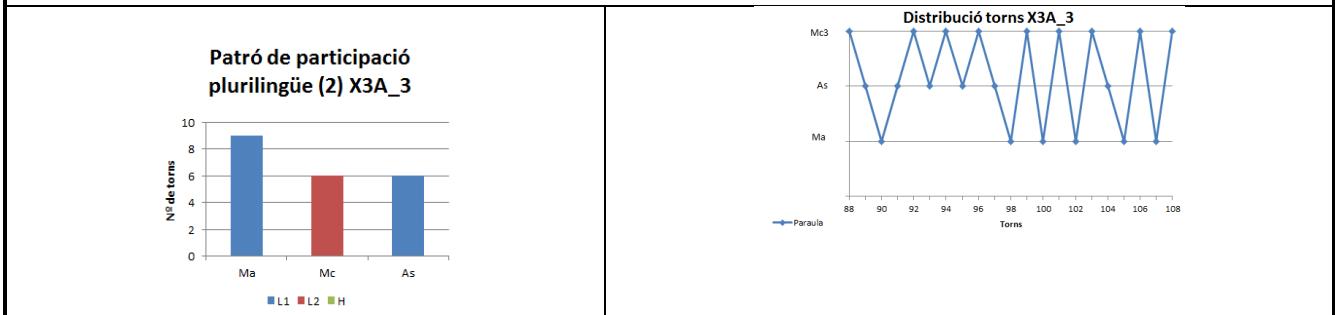 Patró de participació
plurilingüe (2) X3A_3
10
8
6
4
2
0
Nº de torns
Ma Mc As
L1 L2 H
Distribució torns X3A_3
Mc3
As
Ma
88 90 92 94 96 98 100 102 104 106 108
Paraula
Torns